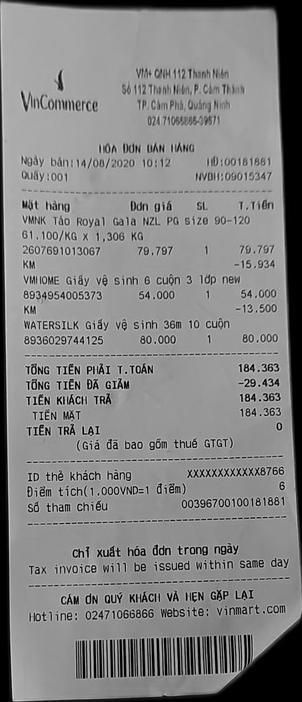 VinCommerce
VM+ QNH 112 Thanh Niên
Số 112 Thanh Niên, P. Cẩm Thành
TP. Cẩm Phả, Quảng Ninh
024.71066866-39671
HÓA ĐƠN BÁN HÀNG
Ngày bán:14/08/2020 10:12 HĐ:00181881
Quầy:001 NVBH:09015347
Mặt hàng Đơn giá SL T.Tiền
VMNK Táo Royal Gala NZL PG size 90-120
61.100/KG X 1,306 KG
2607691013067 79.797 1 79.797
KM -15.934
VMHOME Giấy vệ sinh 6 cuộn 3 lớp new
8934954005373 54.000 1 54.000
KM -13.500
WATERSILK Giấy vệ sinh 36m 10 cuộn
8936029744125 80.000 1 80.000
TỔNG TIỀN PHẢI T.TOÁN 184.363
TỔNG TIỀN ĐÃ GIẢM -29.434
TIỀN KHÁCH TRẢ 184.363
TIỀN MẶT 184.363
TIỀN TRẢ LẠI 0
(Giá đã bao gồm thuế GTGT)
ID thẻ khách hàng XXXXXXXXXXXX8766
Điểm tích(1.000VND=1 điểm) 6
Số tham chiếu 00396700100181881
Chỉ xuất hóa đơn trong ngày
Tax invoice will be issued within same day
CẢM ƠN QUÝ KHÁCH VÀ HẸN GẶP LẠI
Hotline: 02471066866 Website: vinmart.com